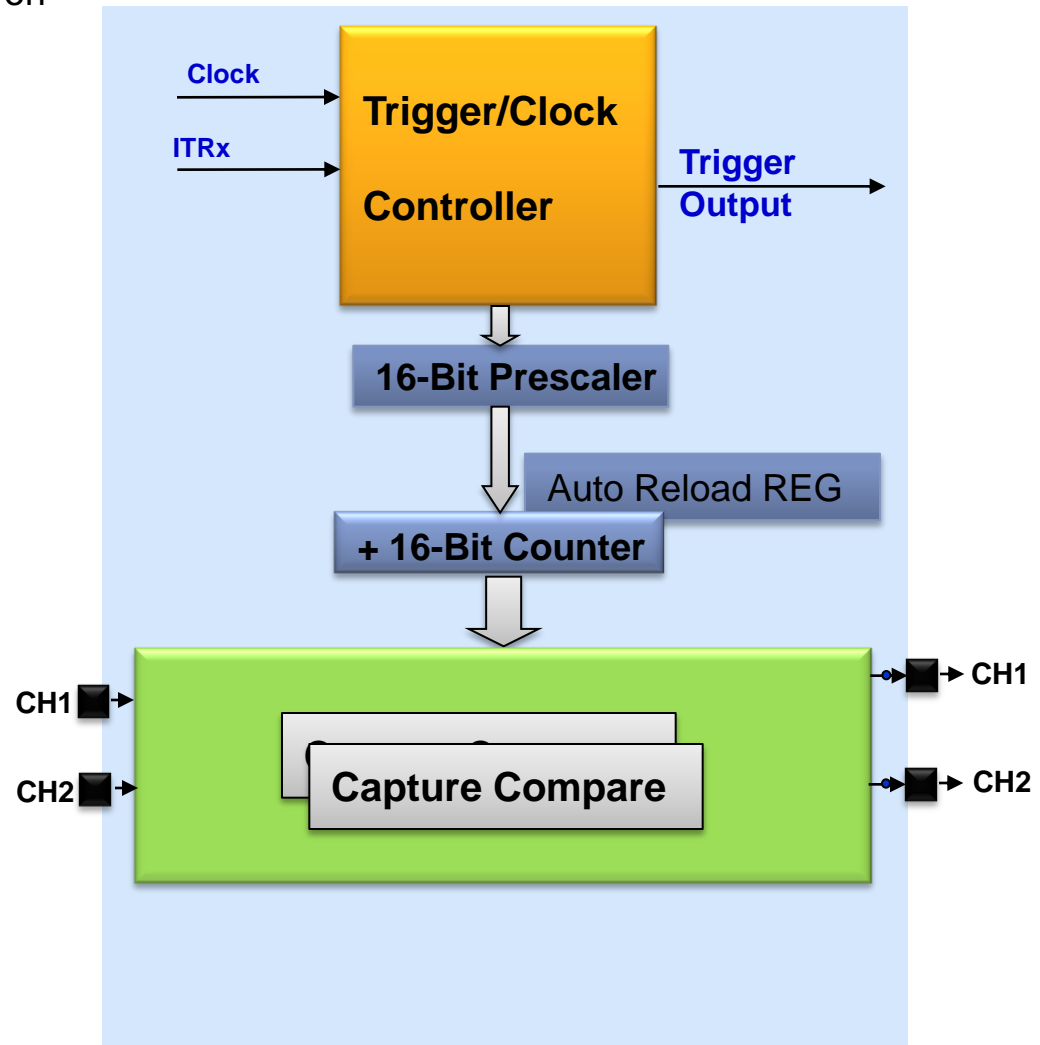 on
Clock
ITRx
Trigger/Clock
Controller
Trigger
Output
16-Bit Prescaler
Auto Reload REG
+ 16-Bit Counter
CH1
CH2
Capture Compare
CH1
CH2